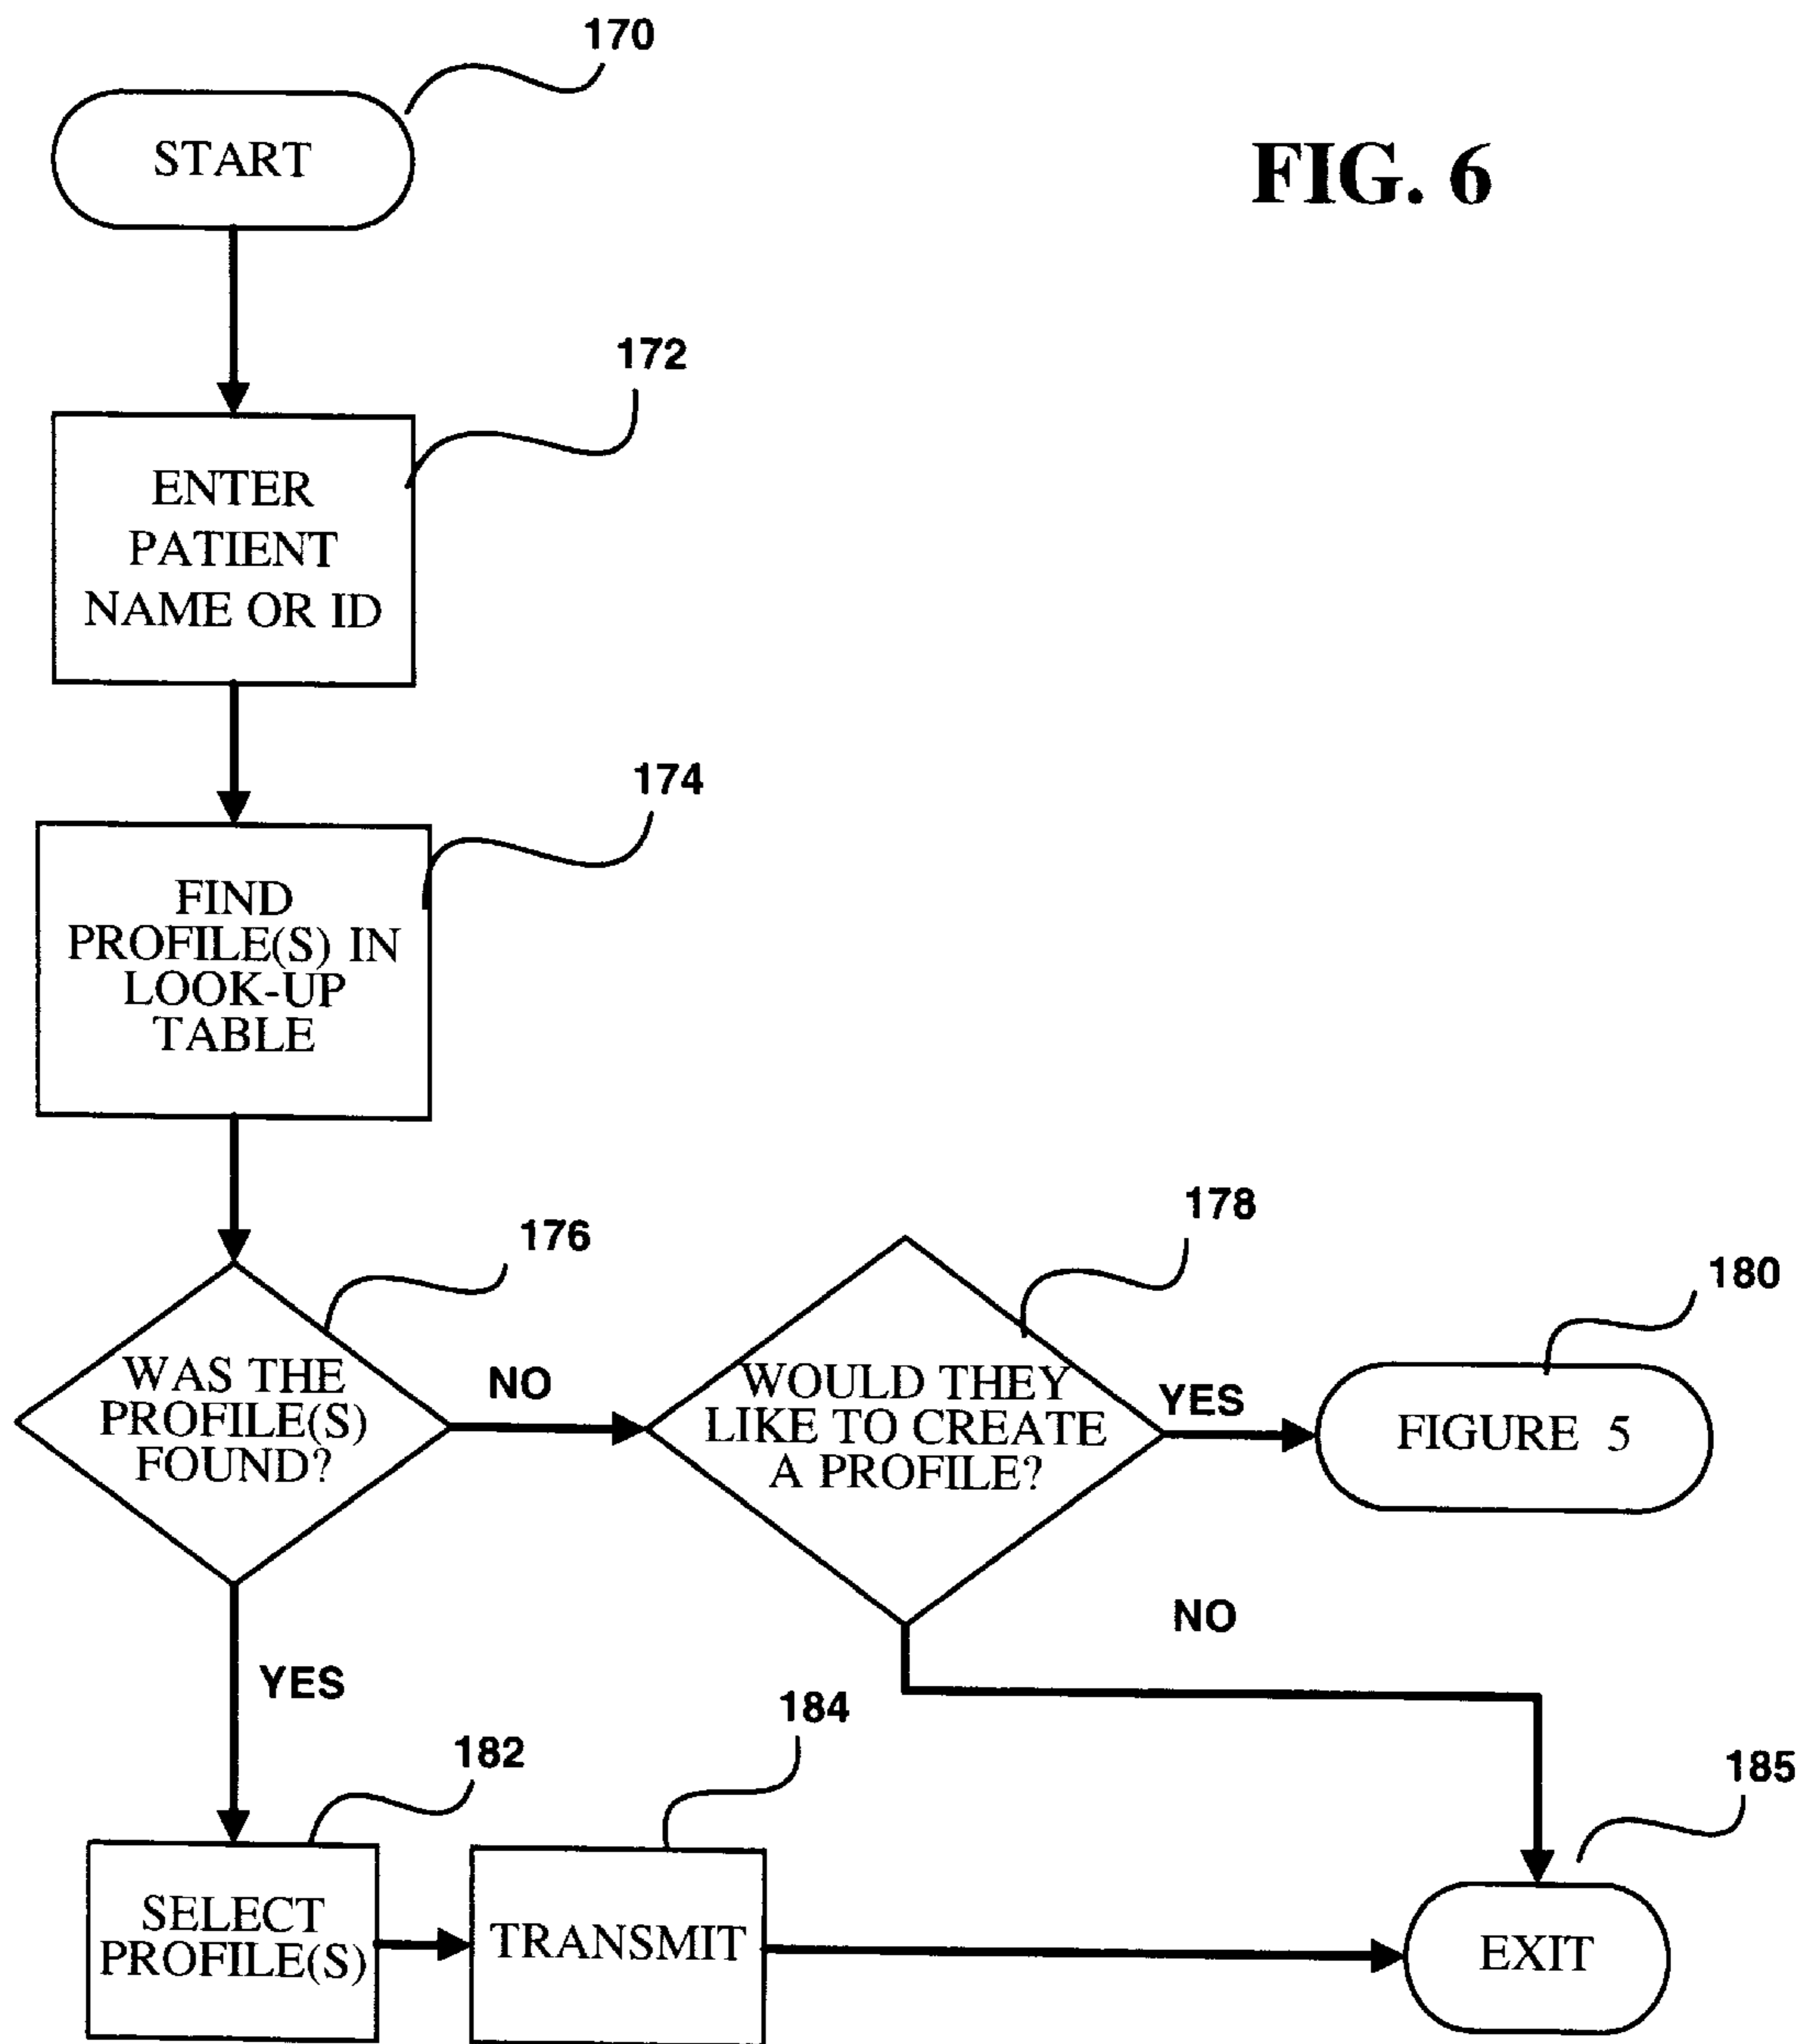 170
START
FIG. 6
172
ENTER
PATIENT
NAME OR ID
174
FIND
PROFILE(S) IN
LOOK-UP
TABLE
176
WAS THE
PROFILE(S)
FOUND?
NO
178
WOULD THEY
LIKE TO CREATE
A PROFILE?
YES
180
FIGURE 5
NO
YES
182
SELECT
PROFILE(S)
184
TRANSMIT
185
EXIT